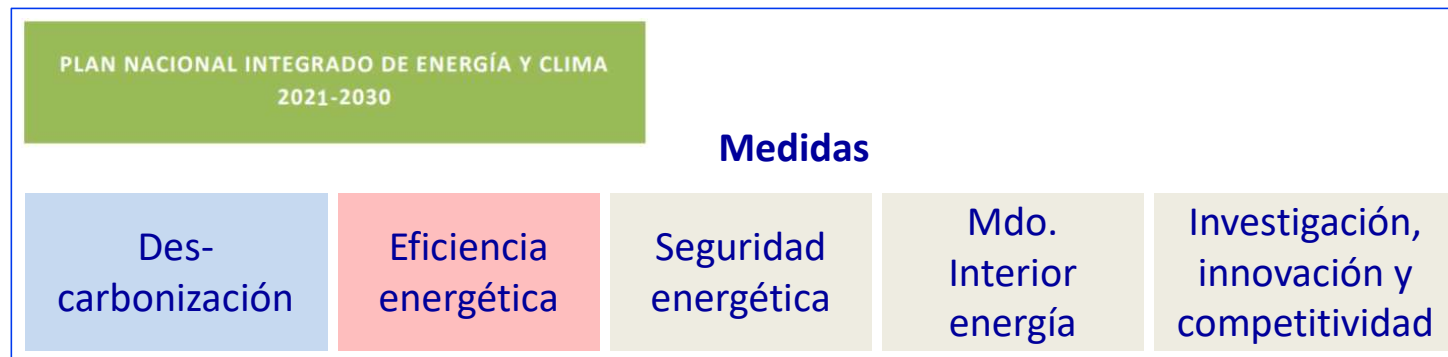 PLAN NACIONAL INTEGRADO DE ENERGÍA Y CLIMA
2021-2030
Medidas
Des-
carbonización
Eficiencia
energética
Seguridad
energética
Mdo.
Interior
energía
Investigación,
innovación y
competitividad